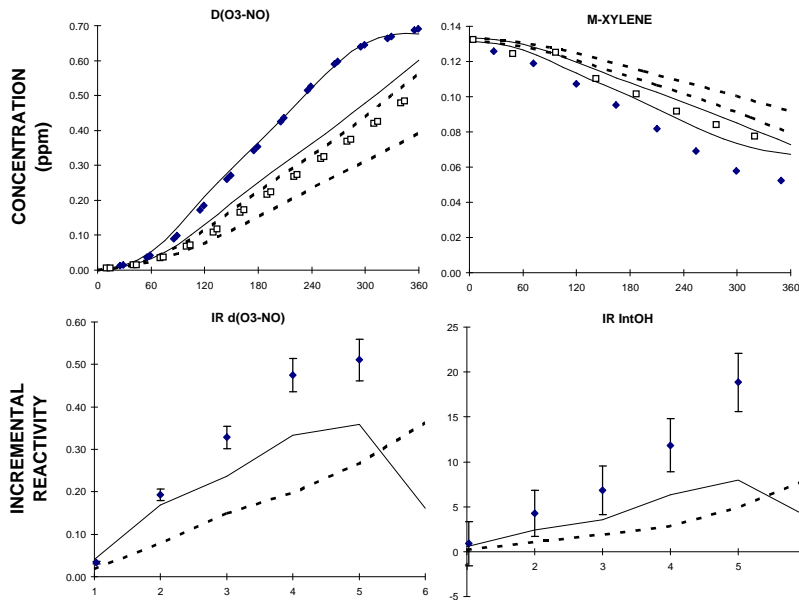 D(O3-NO)
M-XYLENE
CONCENTRATION
(ppm)
0.70
0.60
0.50
0.40
0.30
0.20
0.10
0.00
0 60 120 180 240 300 360
0.14
0.12
0.10
0.08
0.06
0.04
0.02
0.00
0 60 120 180 240 300 360
IR d(O3-NO)
IR IntOH
INCREMENTAL
REACTIVITY
0.60
0.50
0.40
0.30
0.20
0.10
0.00
1 2 3 4 5 6
25
20
15
10
5
0
-5
2 3 4 5